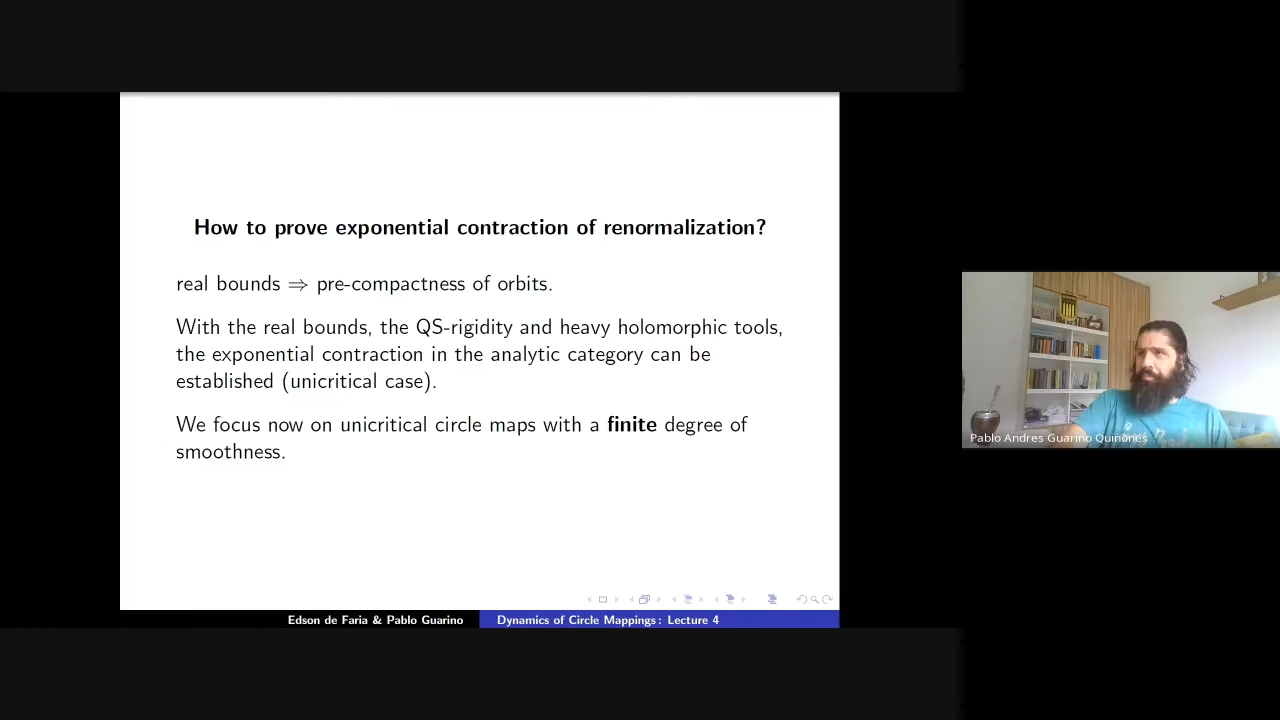 How to prove exponential contraction of renormalization?
real bounds ⇒ pre-compactness of orbits.
With the real bounds, the QS-rigidity and heavy holomorphic tools,
the exponential contraction in the analytic category can be
established (unicritical case).
We focus now on unicritical circle maps with a finite degree of
smoothness.
Edson de Faria & Pablo Guarino
Dynamics of Circle Mappings: Lecture 4
Pablo Andres Guarino Quinones